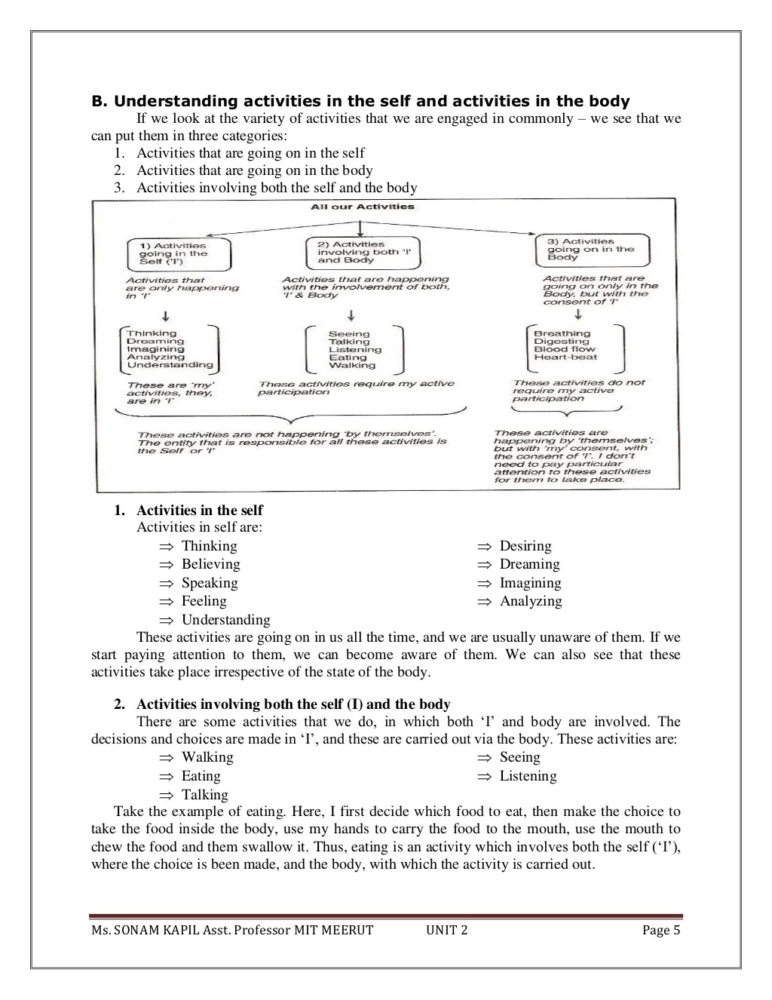 B. Understanding activities in the self and activities in the body
If we look at the variety of activities that we are engaged in commonly – we see that we
can put them in three categories:
1. Activities that are going on in the self
2. Activities that are going on in the body
3. Activities involving both the self and the body
All our Activities
1) Activities
going in the
Self ('I')
Activities that
are only happening
in 'I'
Thinking
Dreaming
Imagining
Analyzing
Understanding
These are 'my'
activities, they,
are in 'I'
2) Activities
involving both 'I'
and Body
Activities that are happening
with the involvement of both,
'I' & Body
Seeing
Talking
Listening
Eating
Walking
These activities require my active
participation
These activities are not happening 'by themselves'.
The entity that is responsible for all these activities is
the Self or 'I'
3) Activities
going on in the
Body
Activities that are
going on only in the
Body, but with the
consent of 'I'
Breathing
Digesting
Blood flow
Heart-beat
These activities do not
require my active
participation
These activities are
happening by 'themselves';
but with 'my' consent, with
the consent of 'I'. I don't
need to pay particular
attention to these activities
for them to take place.
1. Activities in the self
Activities in self are:
⇒ Thinking
⇒ Believing
⇒ Speaking
⇒ Feeling
⇒ Understanding
⇒ Desiring
⇒ Dreaming
⇒ Imagining
⇒ Analyzing
These activities are going on in us all the time, and we are usually unaware of them. If we
start paying attention to them, we can become aware of them. We can also see that these
activities take place irrespective of the state of the body.
2. Activities involving both the self (I) and the body
There are some activities that we do, in which both ‘I’ and body are involved. The
decisions and choices are made in ‘I’, and these are carried out via the body. These activities are:
⇒ Walking
⇒ Eating
⇒ Talking
⇒ Seeing
⇒ Listening
Take the example of eating. Here, I first decide which food to eat, then make the choice to
take the food inside the body, use my hands to carry the food to the mouth, use the mouth to
chew the food and them swallow it. Thus, eating is an activity which involves both the self (‘I’),
where the choice is been made, and the body, with which the activity is carried out.
Ms. SONAM KAPIL Asst. Professor MIT MEERUT UNIT 2 Page 5